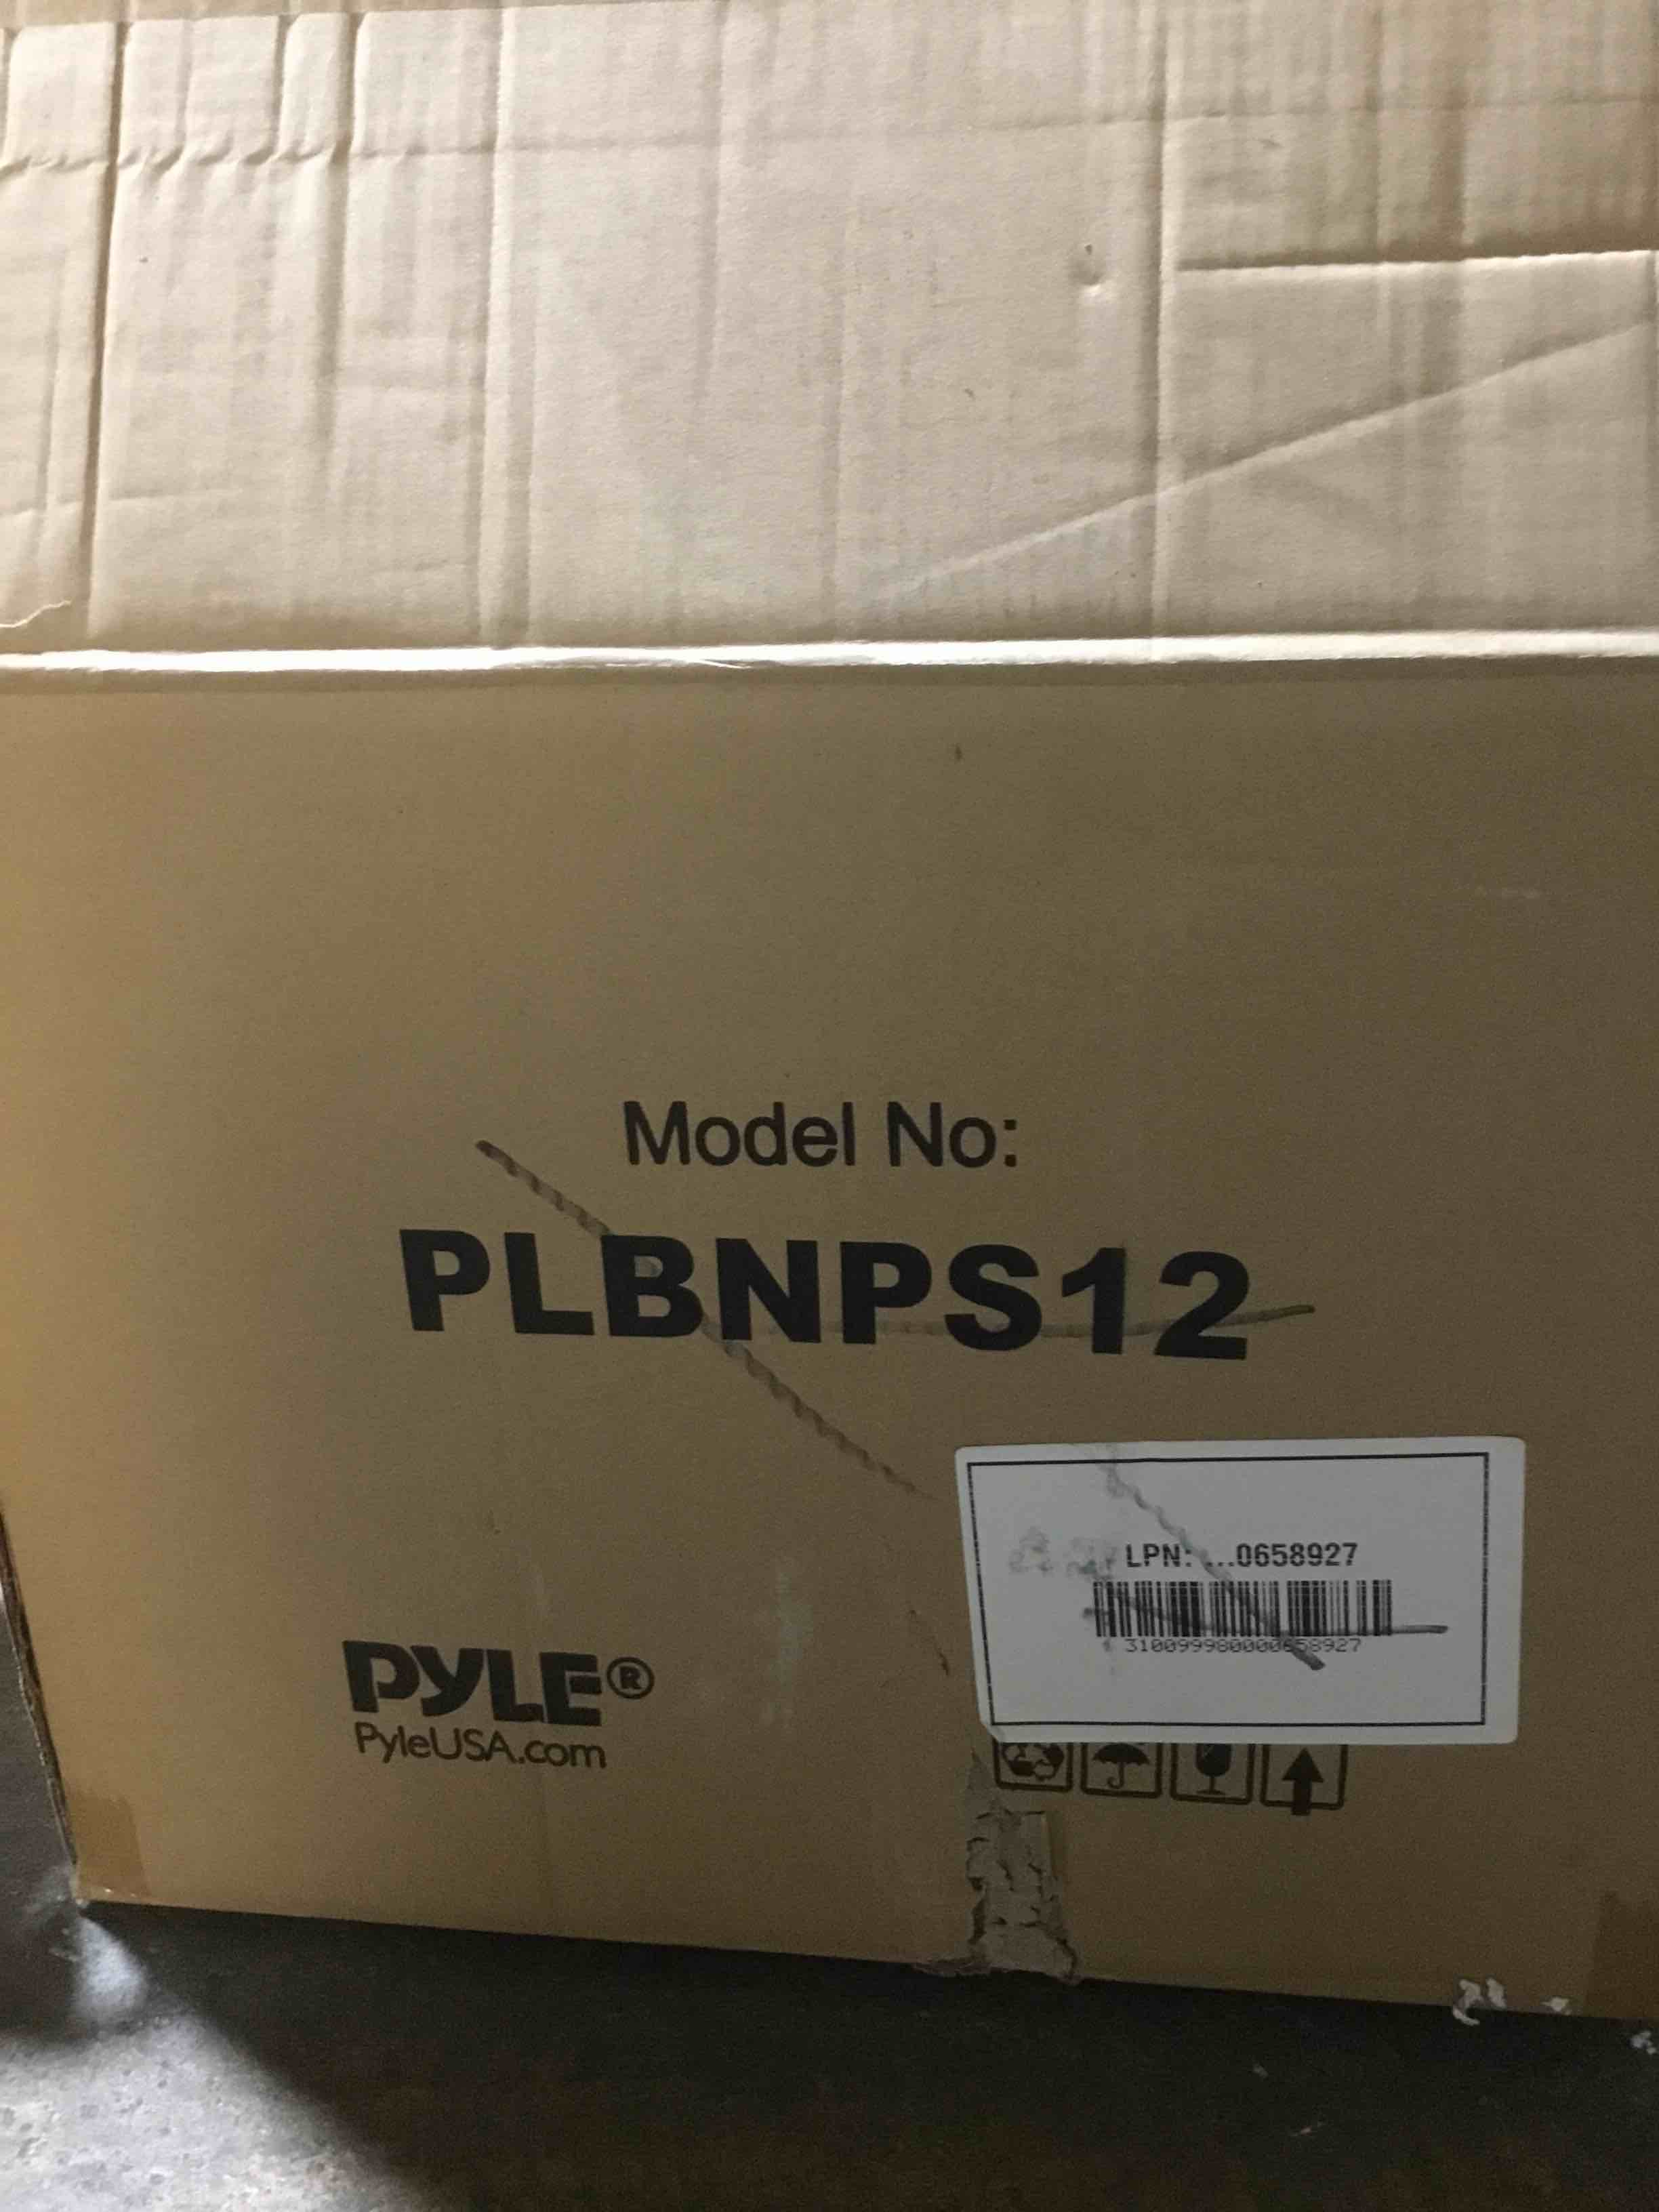 Model No:
PLBNPS12
LPN: ...0658927
310099980000658927
PYLE®
PyleUSA.com